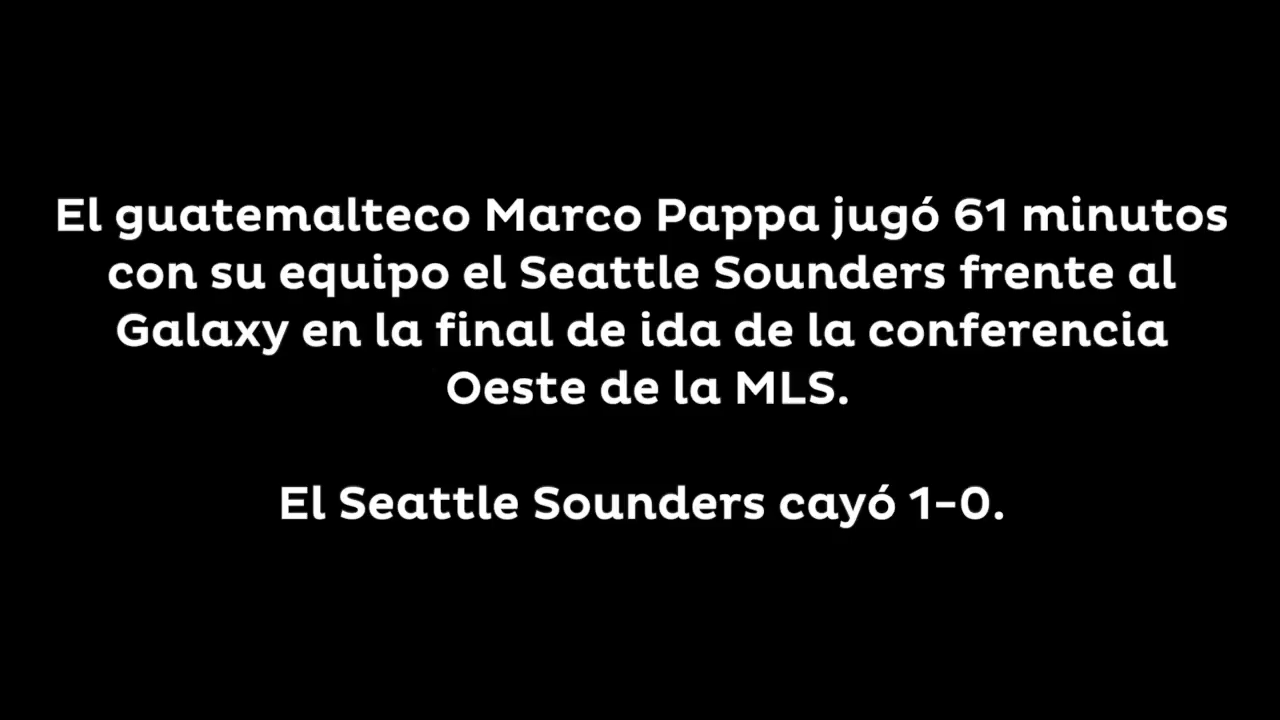 El guatemalteco Marco Pappa jugó 61 minutos
con su equipo el Seattle Sounders frente al
Galaxy en la final de ida de la conferencia
Oeste de la MLS.
El Seattle Sounders cayó 1-0.